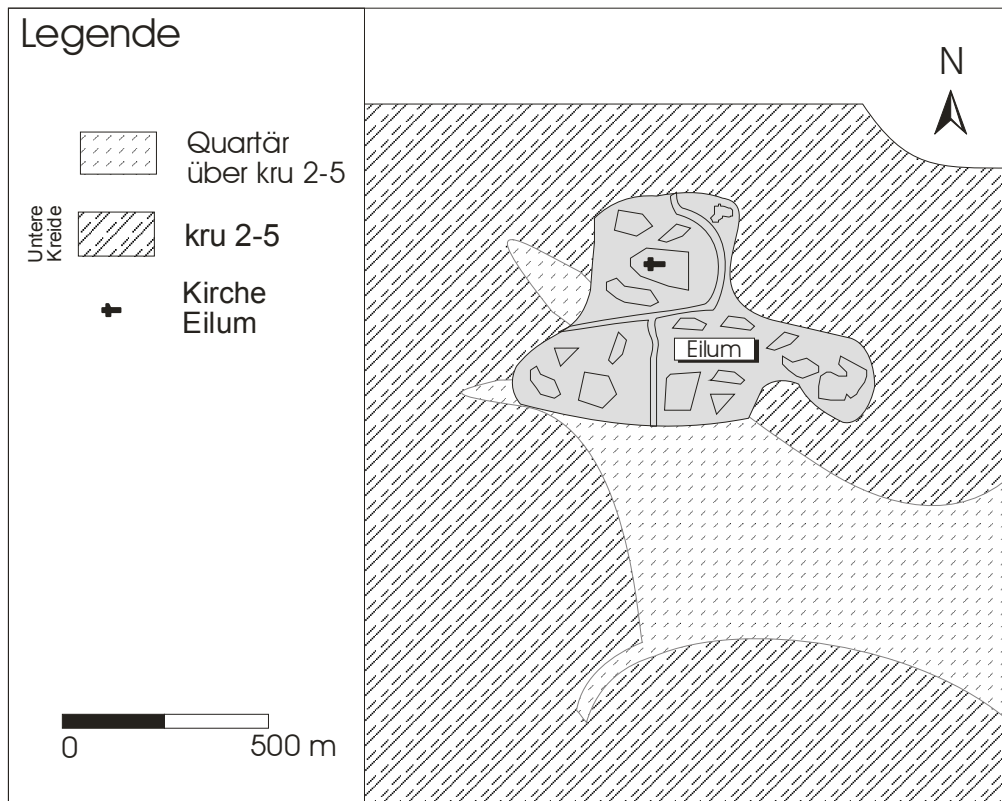 Legende
Quartär
über kru 2-5
Untere
Kreide
kru 2-5
Kirche
Eilum
0
500 m
N
Eilum